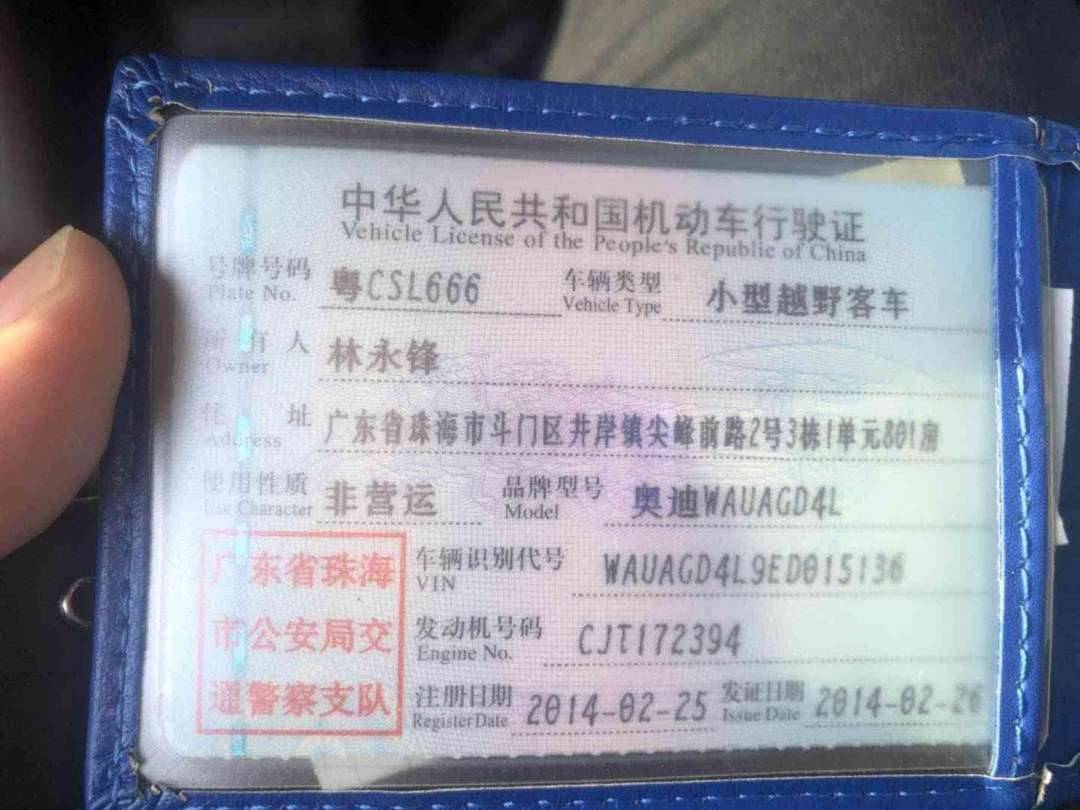 中华人民共和国机动车行驶证
Vehicle License of the People's Republic of China
号牌号码 粤CSL666 车辆类型 小型越野客车
Plate No. Vehicle Type
所有人 林永锋
Owner
住址 广东省珠海市斗门区井岸镇尖峰前路2号3栋1单元801房
Address
使用性质 非营运 品牌型号 奥迪WAUAGD4L
Use Character Model
广东省珠海 车辆识别代号 WAUAGD4L9ED015136
VIN
市公安局交 发动机号码 CJT172394
Engine No.
通警察支队 注册日期 2014-02-25 发证日期 2014-02-26
Register Date Issue Date